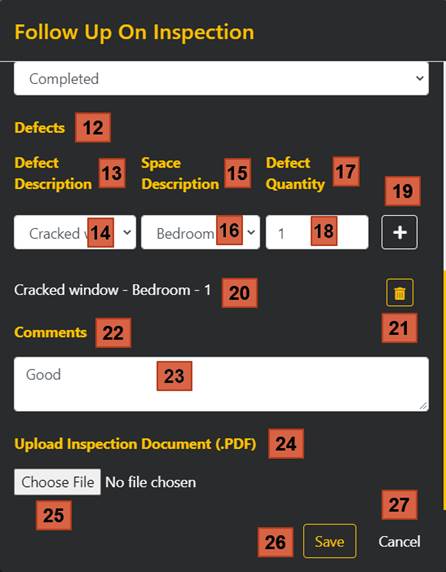 Follow Up On Inspection
Completed
Defects 12
Defect Description 13 Space Description 15 Defect Quantity 17
19
Cracked w 14 Bedroom 16 1 18 +
Cracked window - Bedroom - 1 20
21
Comments 22
Good 23
Upload Inspection Document (.PDF) 24
Choose File No file chosen
25
27
26 Save Cancel